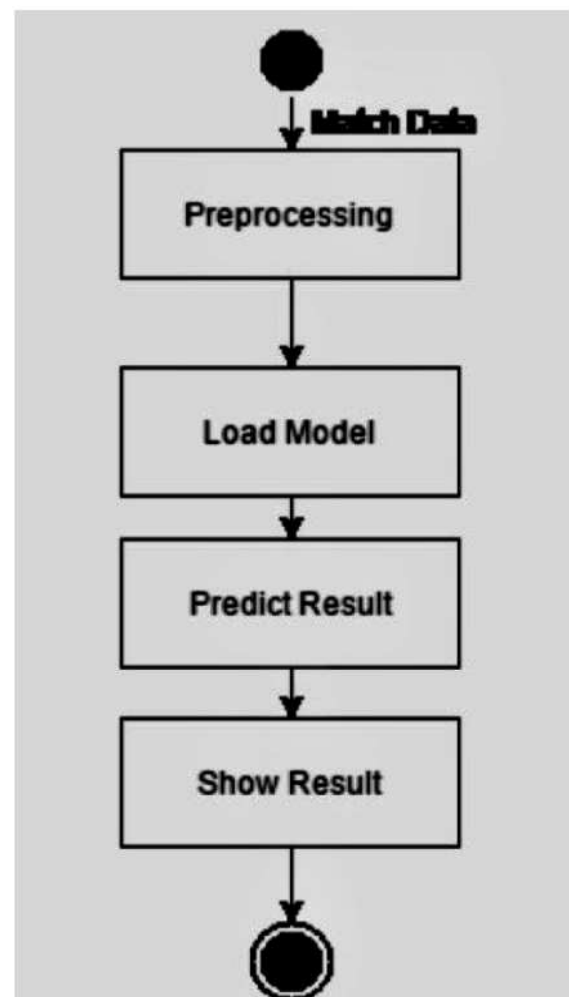 Match Data
Preprocessing
Load Model
Predict Result
Show Result